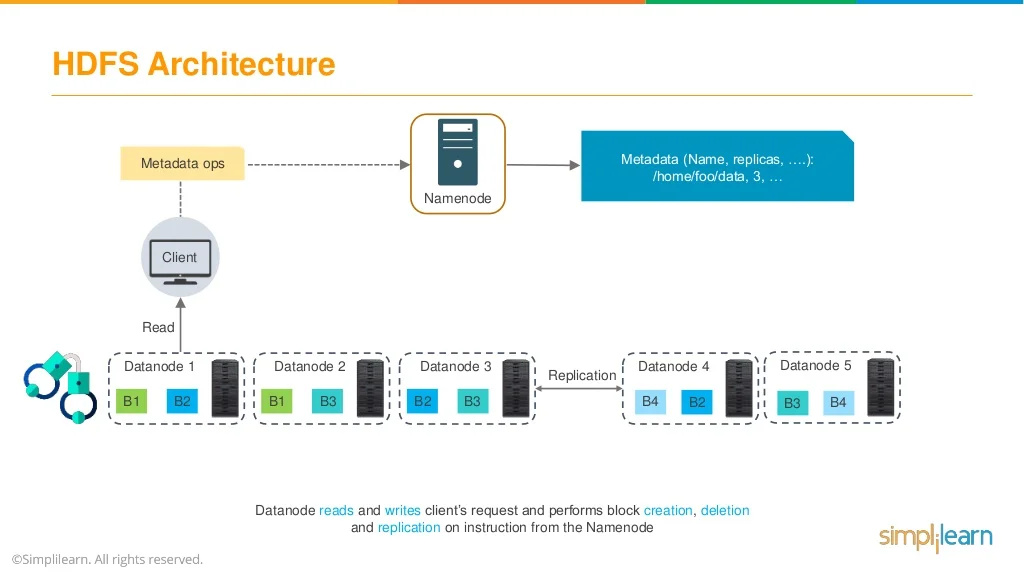 HDFS Architecture
Metadata ops
Namenode
Metadata (Name, replicas, ….):
/home/foo/data, 3, …
Client
Read
Datanode 1
B1 B2
Datanode 2
B1 B3
Datanode 3
B2 B3
Replication
Datanode 4
B4 B2
Datanode 5
B3 B4
Datanode reads and writes client’s request and performs block creation, deletion
and replication on instruction from the Namenode
simplilearn
©Simplilearn. All rights reserved.